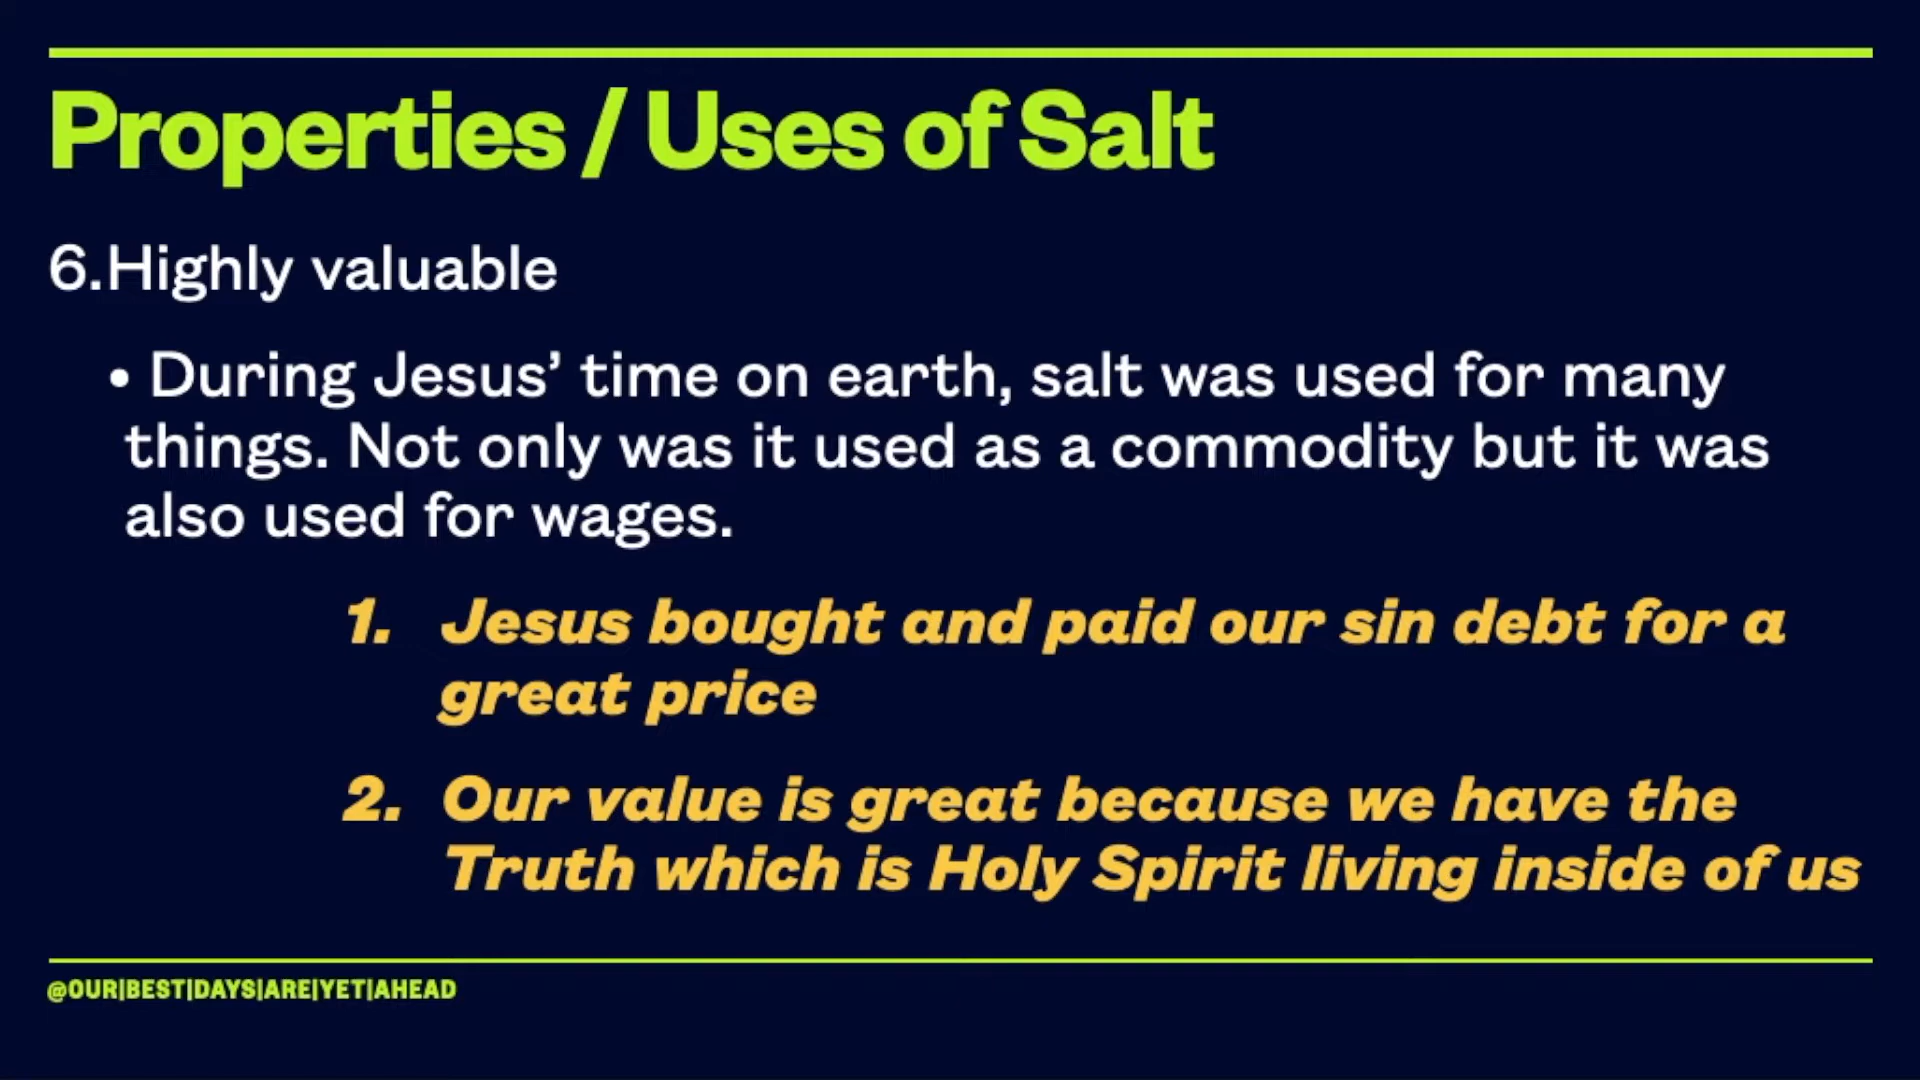 Properties / Uses of Salt
6.Highly valuable
• During Jesus’ time on earth, salt was used for many
things. Not only was it used as a commodity but it was
also used for wages.
1. Jesus bought and paid our sin debt for a
great price
2. Our value is great because we have the
Truth which is Holy Spirit living inside of us
@OUR|BEST|DAYS|ARE|YET|AHEAD